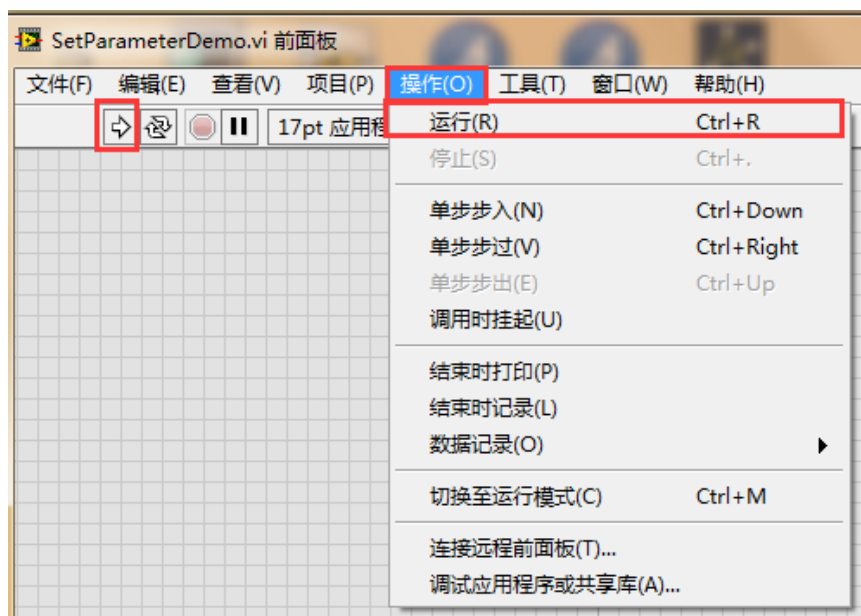 SetParameterDemo.vi 前面板
文件(F) 编辑(E) 查看(V) 项目(P) 操作(O) 工具(T) 窗口(W) 帮助(H)
17pt 应用程
运行(R) Ctrl+R
停止(S) Ctrl+.
单步步入(N) Ctrl+Down
单步步过(V) Ctrl+Right
单步步出(E) Ctrl+Up
调用时挂起(U)
结束时打印(P)
结束时记录(L)
数据记录(O)
切换至运行模式(C) Ctrl+M
连接远程前面板(T)...
调试应用程序或共享库(A)...